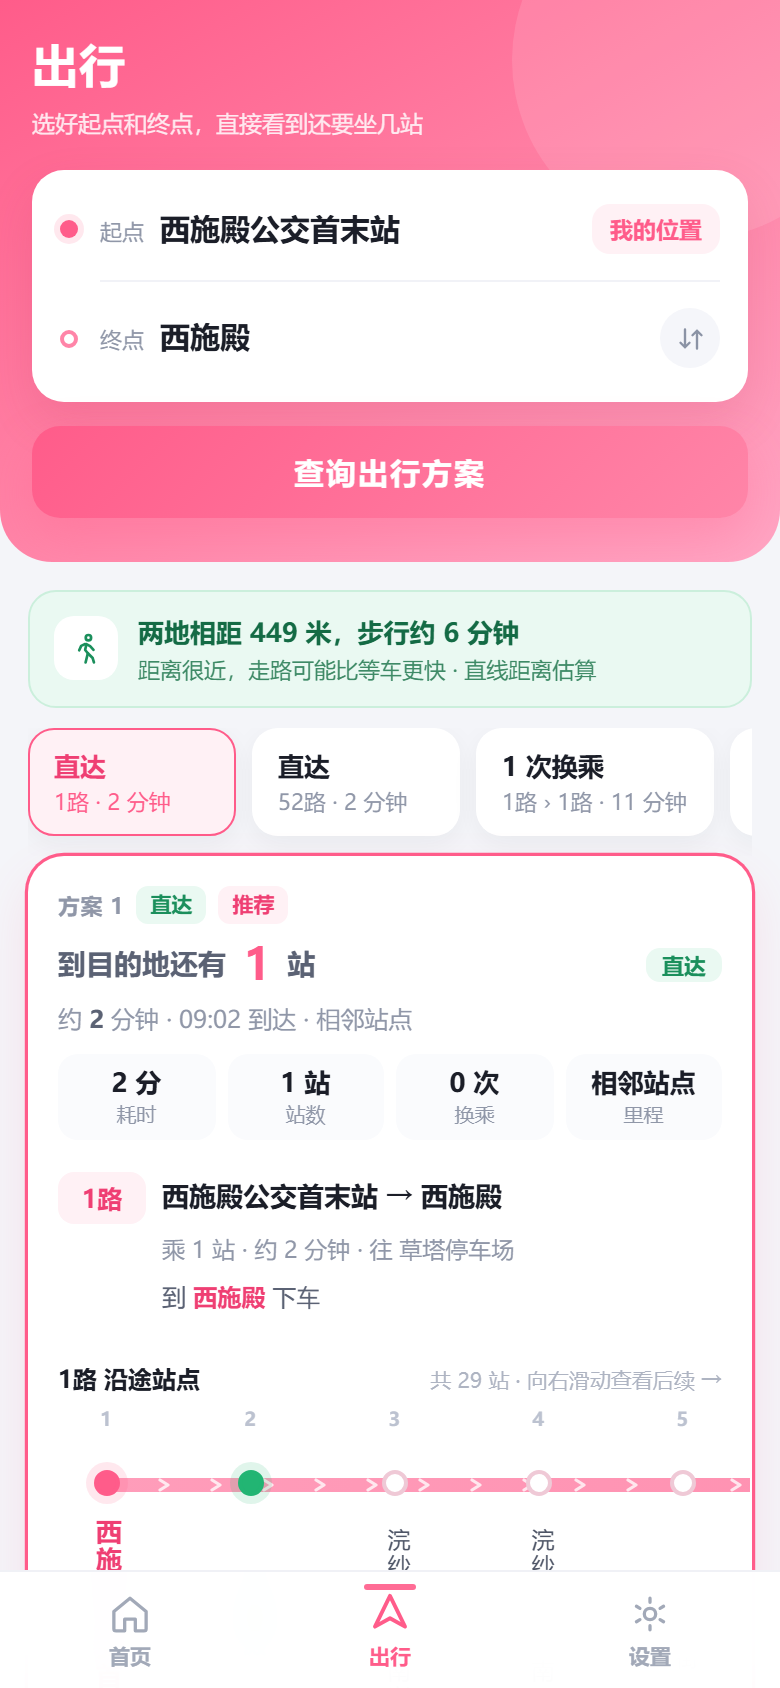 出行
选好起点和终点，直接看到还要坐几站
起点 西施殿公交首末站 我的位置
终点 西施殿
查询出行方案
两地相距 449 米，步行约 6 分钟
距离很近，走路可能比等车更快 · 直线距离估算
直达
1路 · 2 分钟
直达
52路 · 2 分钟
1 次换乘
1路 › 1路 · 11 分钟
方案 1 直达 推荐
到目的地还有 1 站 直达
约 2 分钟 · 09:02 到达 · 相邻站点
2 分
耗时
1 站
站数
0 次
换乘
相邻站点
里程
1路 西施殿公交首末站 → 西施殿
乘 1 站 · 约 2 分钟 · 往 草塔停车场
到 西施殿 下车
1路 沿途站点 共 29 站 · 向右滑动查看后续 →
1 2 3 4 5
西施
浣纱
浣纱
首页 出行 设置